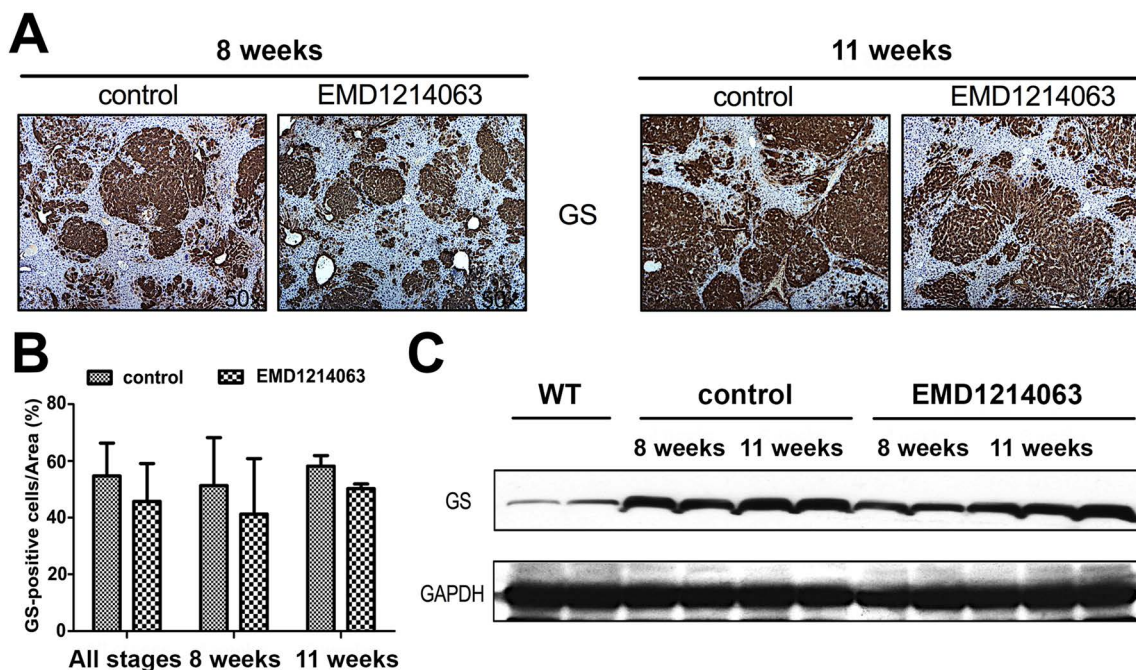 A
8 weeks
11 weeks
control
EMD1214063
control
EMD1214063
GS
50x
50x
50x
B
control
EMD1214063
GS-positive cells/Area (%)
80
60
40
20
0
All stages
8 weeks
11 weeks
C
WT
control
EMD1214063
8 weeks
11 weeks
8 weeks
11 weeks
GS
GAPDH